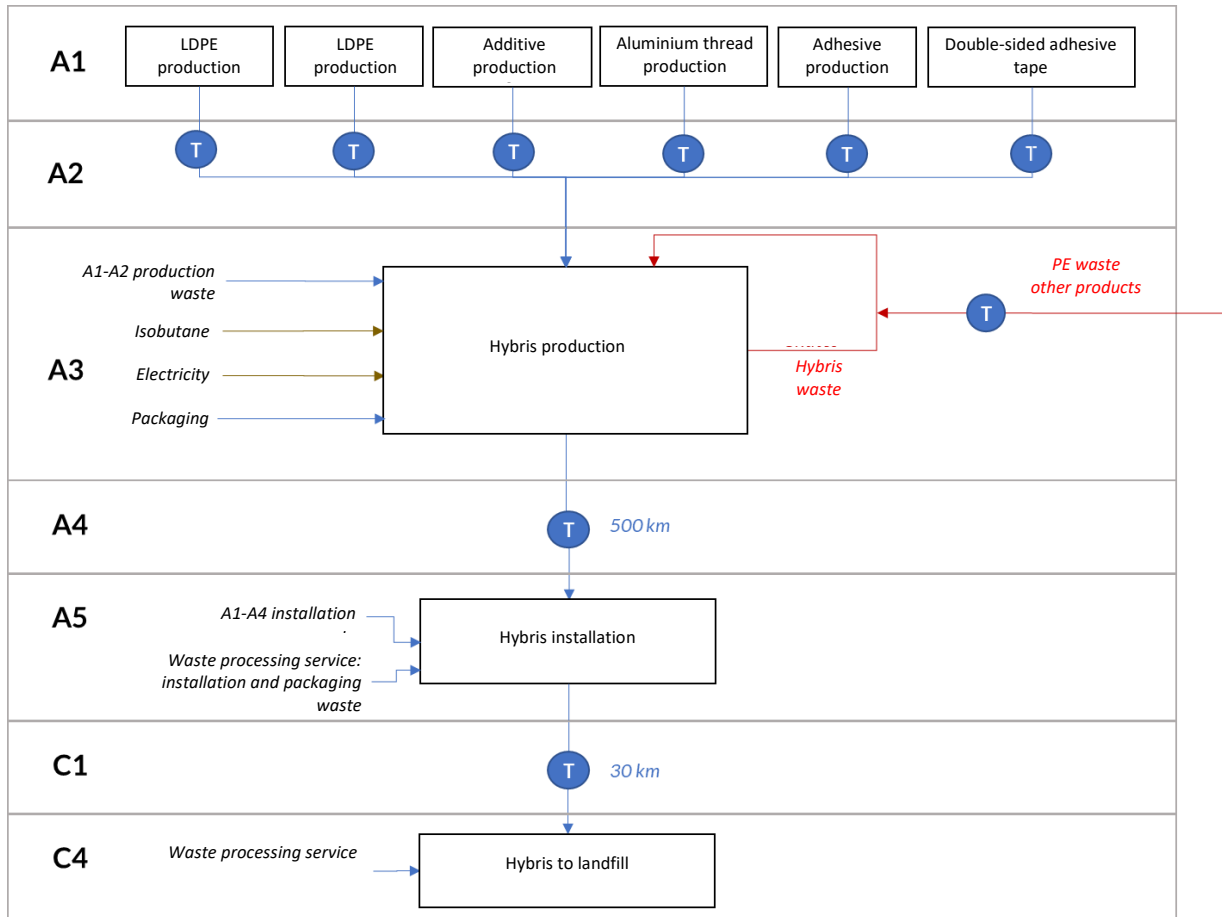 A1
LDPE
production
LDPE
production
Additive
production
Aluminium thread
production
Adhesive
production
Double-sided adhesive
tape
A2
T
T
T
T
T
T
A3
A1-A2 production
waste
Isobutane
Electricity
Packaging
Hybris production
PE waste
other products
T
Hybris
waste
A4
T
500 km
A5
A1-A4 installation
Waste processing service:
installation and packaging
waste
Hybris installation
C1
T
30 km
C4
Waste processing service
Hybris to landfill